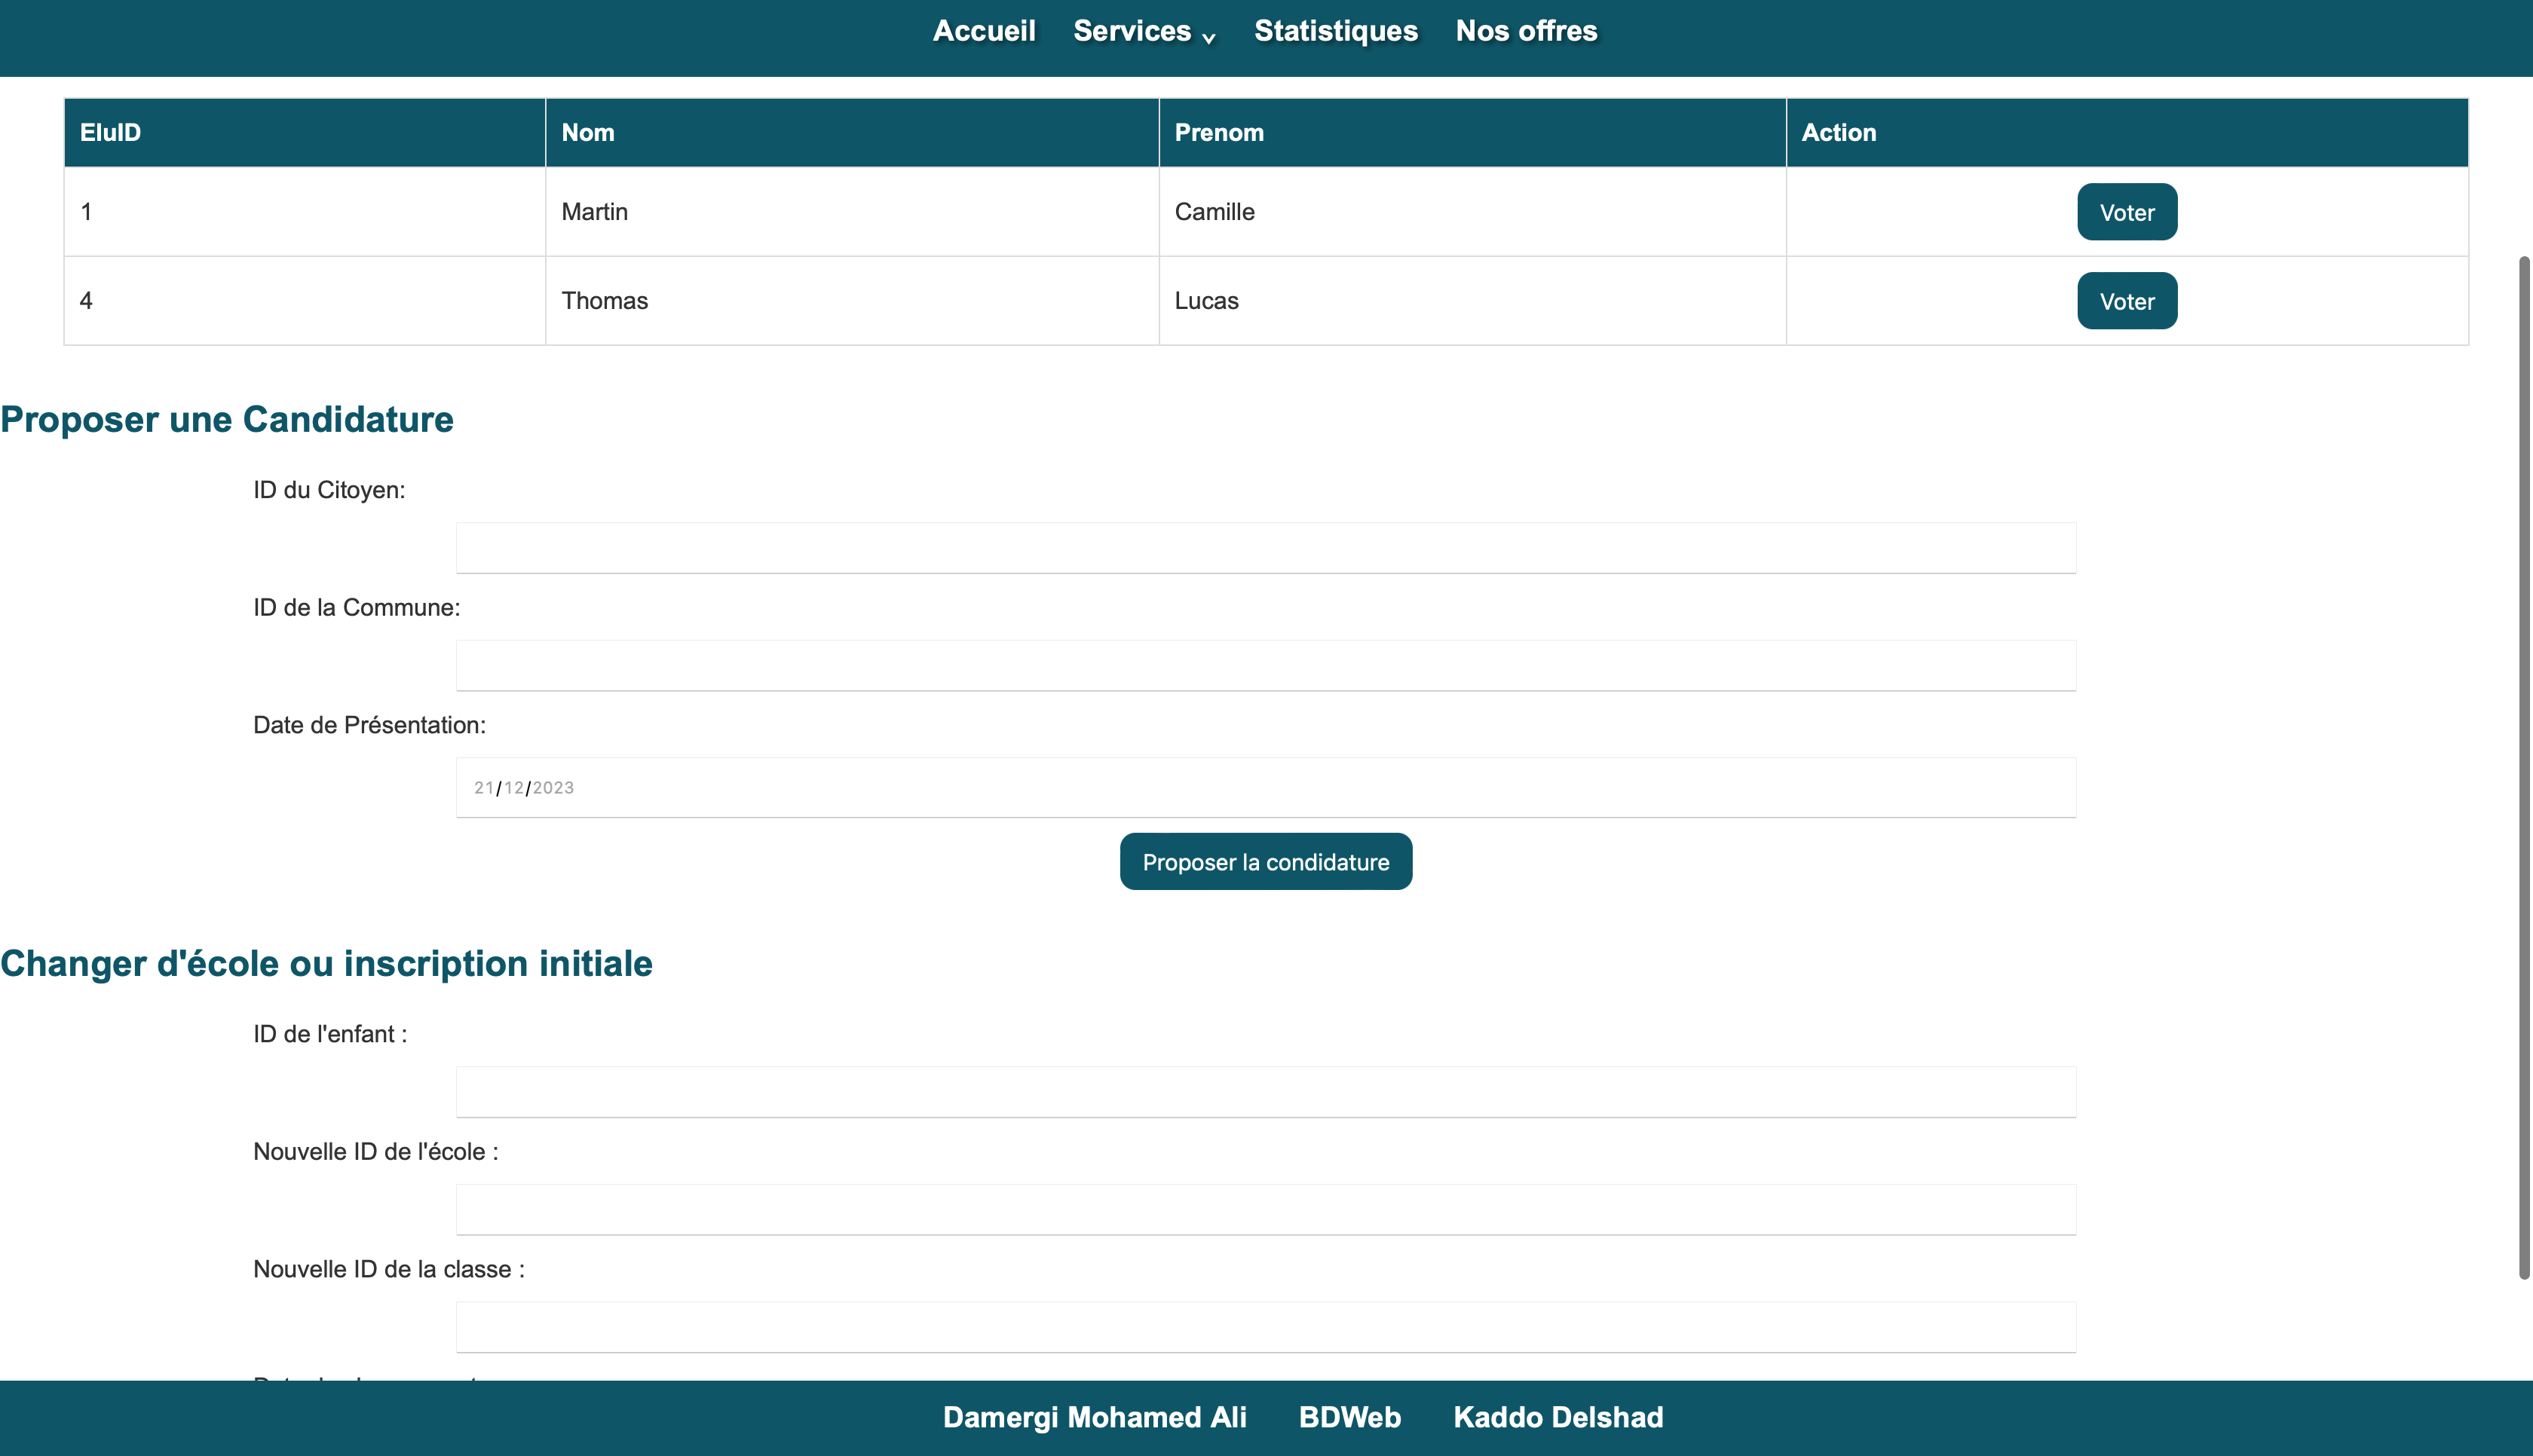 Accueil Services Statistiques Nos offres
EluID Nom Prenom Action
1 Martin Camille Voter
4 Thomas Lucas Voter
Proposer une Candidature
ID du Citoyen:
ID de la Commune:
Date de Présentation:
21/12/2023
Proposer la condidature
Changer d'école ou inscription initiale
ID de l'enfant :
Nouvelle ID de l'école :
Nouvelle ID de la classe :
Damergi Mohamed Ali BDWeb Kaddo Delshad